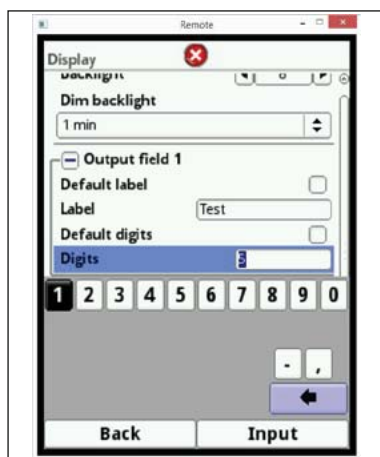 Remote
Display
Backlight
Dim backlight
1 min
Output field 1
Default label
Label Test
Default digits
Digits
1 2 3 4 5 6 7 8 9 0
- ,
Back Input